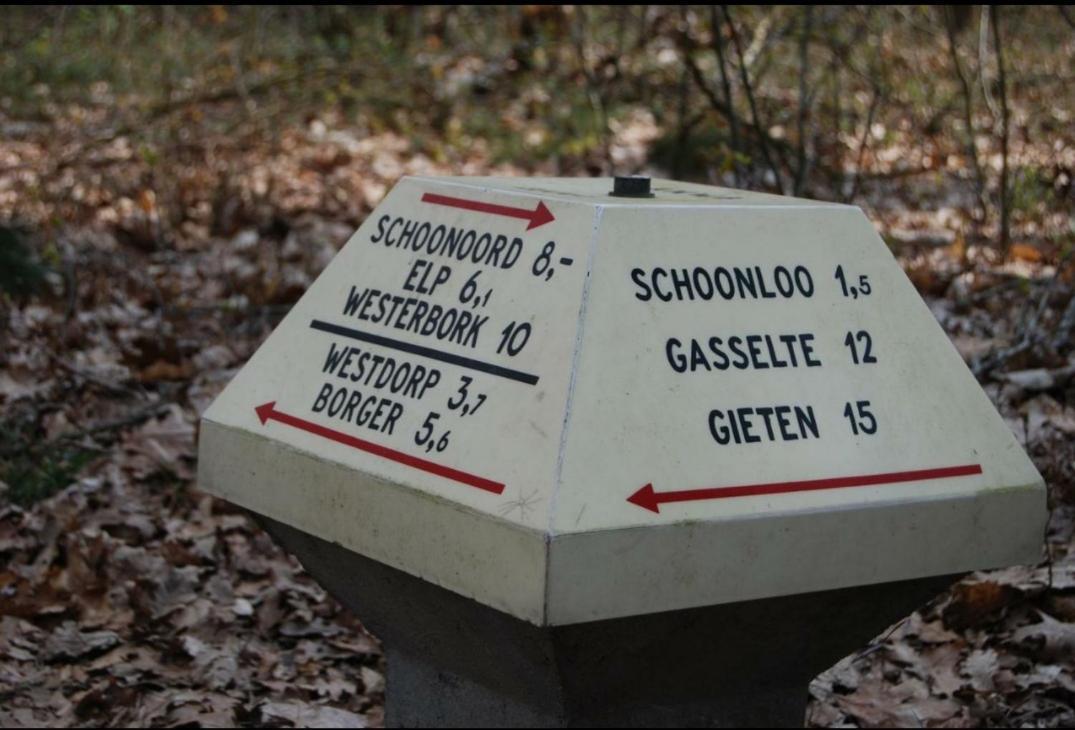 SCHOONOORD 8,-
ELP 6,1
WESTERBORK 10
WESTDORP 3,7
BORGER 5,6
SCHOONLOO 1,5
GASSELTE 12
GIETEN 15